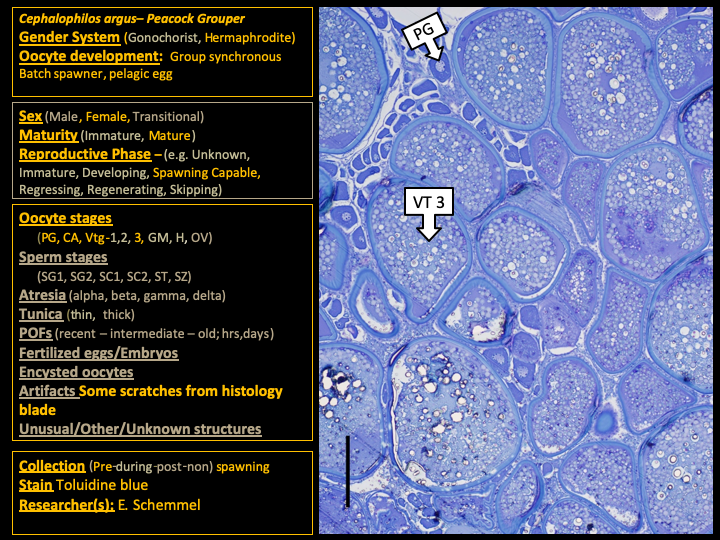 Cephalophilos argus– Peacock Grouper
Gender System (Gonochorist, Hermaphrodite)
Oocyte development: Group synchronous
Batch spawner, pelagic egg
Sex (Male, Female, Transitional)
Maturity (Immature, Mature)
Reproductive Phase – (e.g. Unknown,
Immature, Developing, Spawning Capable,
Regressing, Regenerating, Skipping)
Oocyte stages
(PG, CA, Vtg-1,2, 3, GM, H, OV)
Sperm stages
(SG1, SG2, SC1, SC2, ST, SZ)
Atresia (alpha, beta, gamma, delta)
Tunica (thin, thick)
POFs (recent – intermediate – old; hrs,days)
Fertilized eggs/Embryos
Encysted oocytes
Artifacts Some scratches from histology
blade
Unusual/Other/Unknown structures
Collection (Pre-during-post-non) spawning
Stain Toluidine blue
Researcher(s): E. Schemmel
PG
VT 3